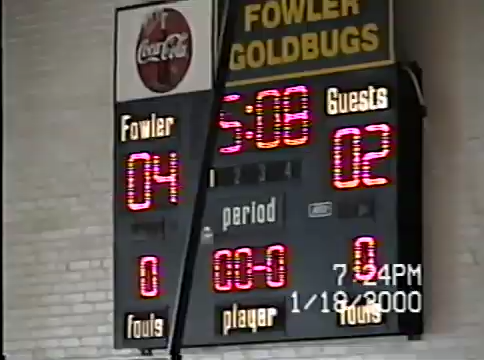 Coca-Cola
FOWLER
GOLDBUGS
Fowler
5:08
Guests
04
02
1 2 3 4
period
0
00-0
0
7:24PM
1/18/2000
fouls
player
fouls